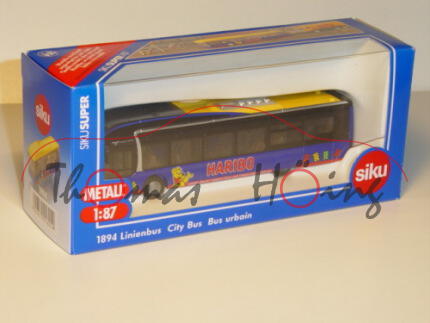 siku
SIKU SUPER
HARIBO
Thomas Höing
METALL
siku
1:87
1894 Linienbus City Bus Bus urbain